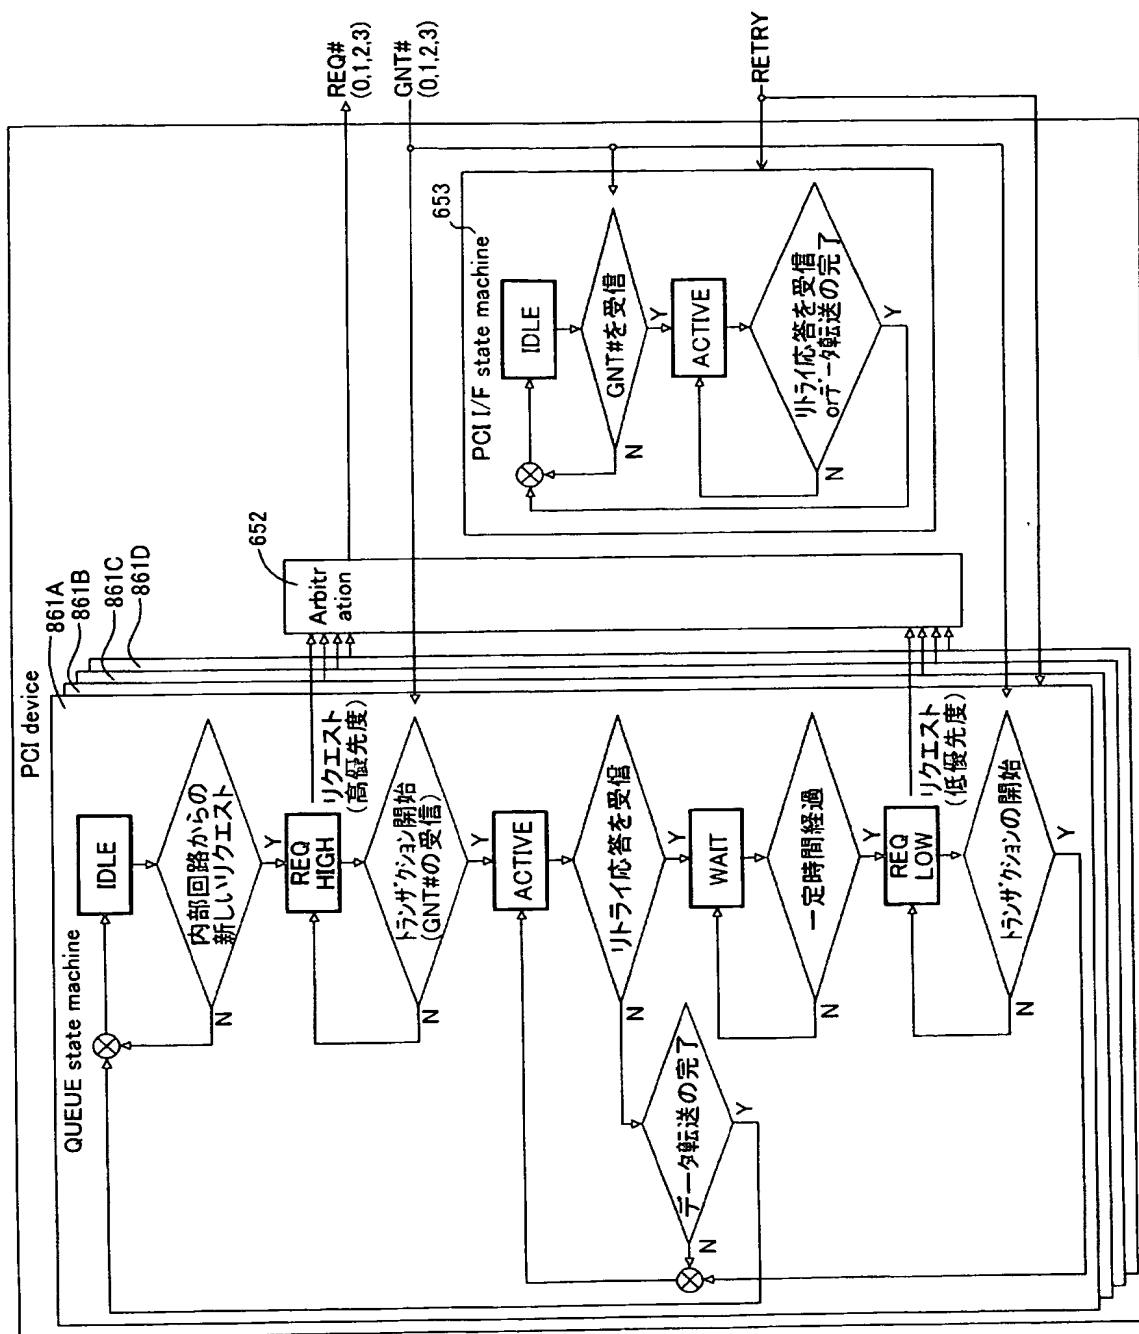 PCI device
861A
861B
861C
861D
QUEUE state machine
IDLE
内部回路からの
新しいリクエスト
N
Y
REQ
HIGH
リクエスト
(高優先度)
トランザクション開始
(GNT#の受信)
N
Y
ACTIVE
リトライ応答を受信
N
Y
データ転送の完了
N
Y
WAIT
一定時間経過
N
Y
REQ
LOW
リクエスト
(低優先度)
トランザクションの開始
N
Y
652
Arbitr
ation
653
PCI I/F state machine
IDLE
GNT#を受信
N
Y
ACTIVE
リトライ応答を受信
orデータ転送の完了
N
Y
REQ#
(0,1,2,3)
GNT#
(0,1,2,3)
RETRY